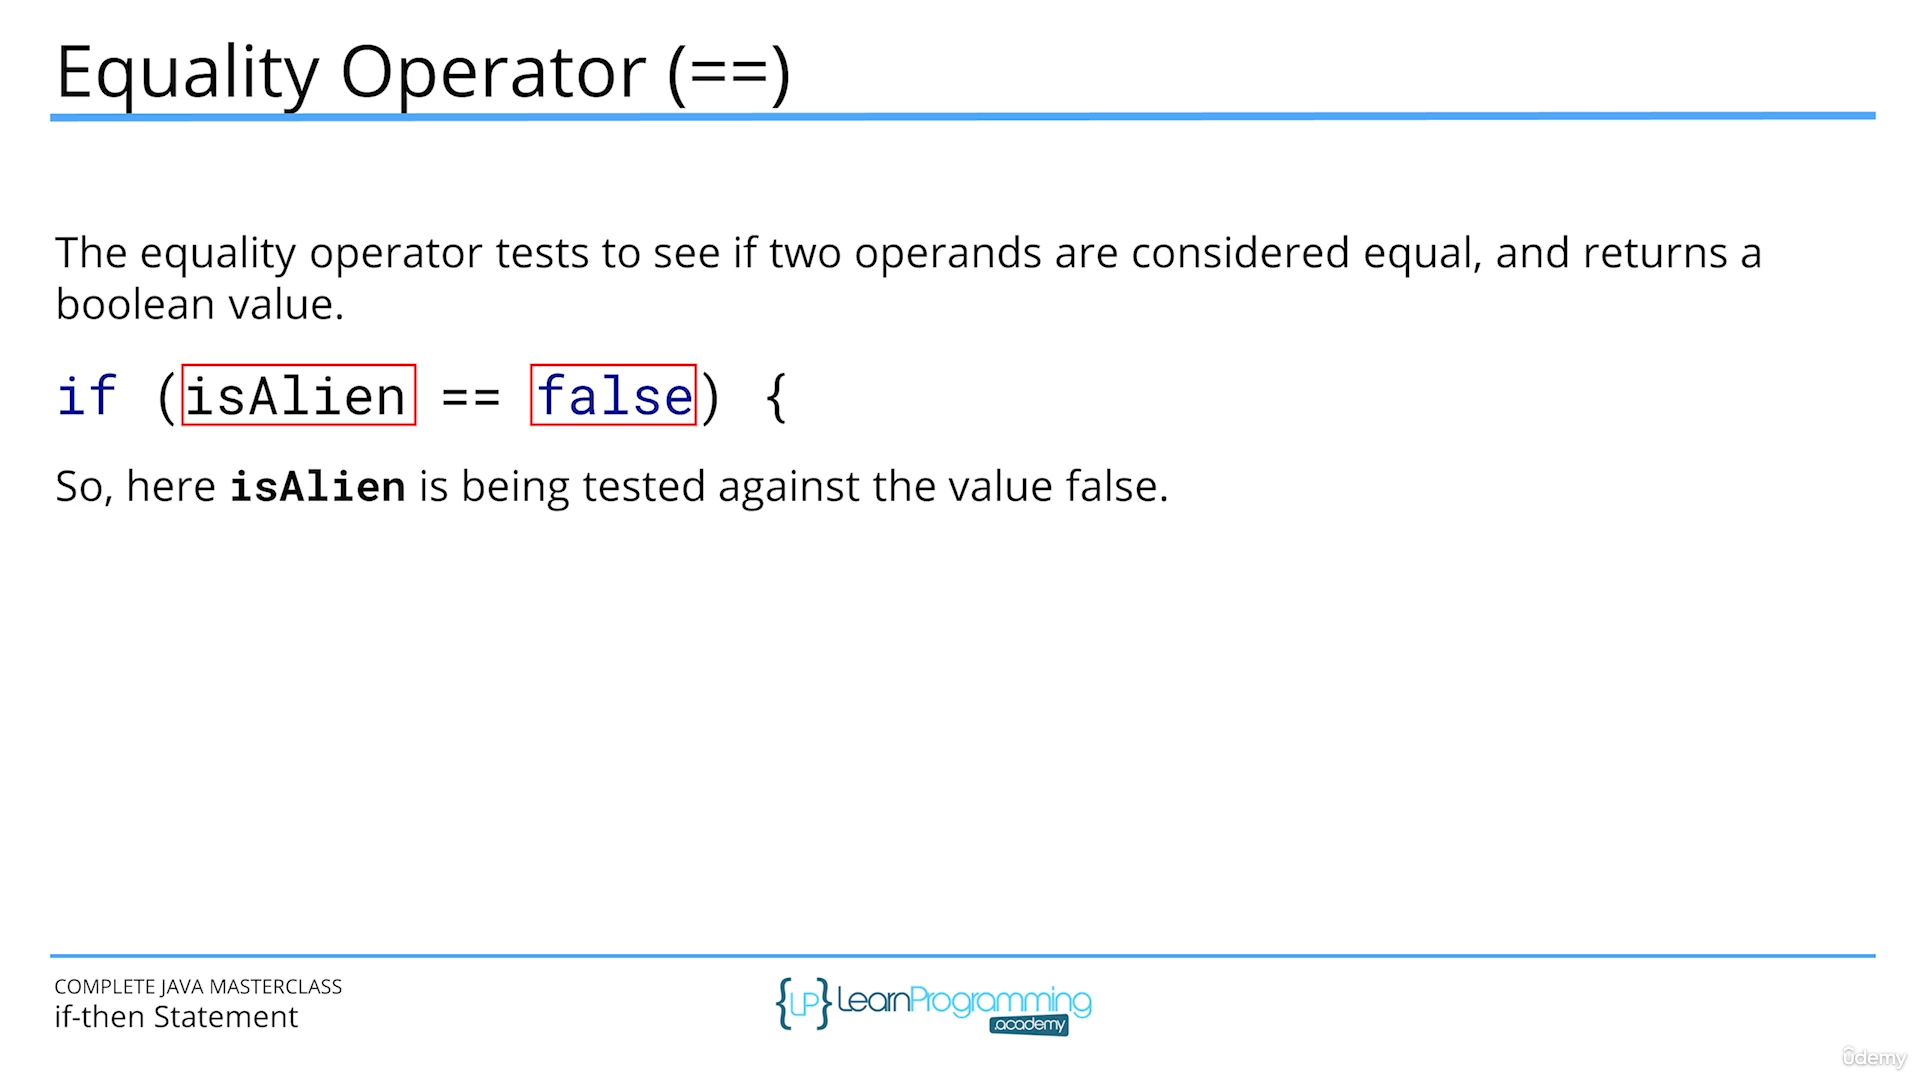 Equality Operator (==)
The equality operator tests to see if two operands are considered equal, and returns a
boolean value.
if (isAlien == false) {
So, here isAlien is being tested against the value false.
COMPLETE JAVA MASTERCLASS
if-then Statement
{LP} LearnProgramming
.academy
ûdemy